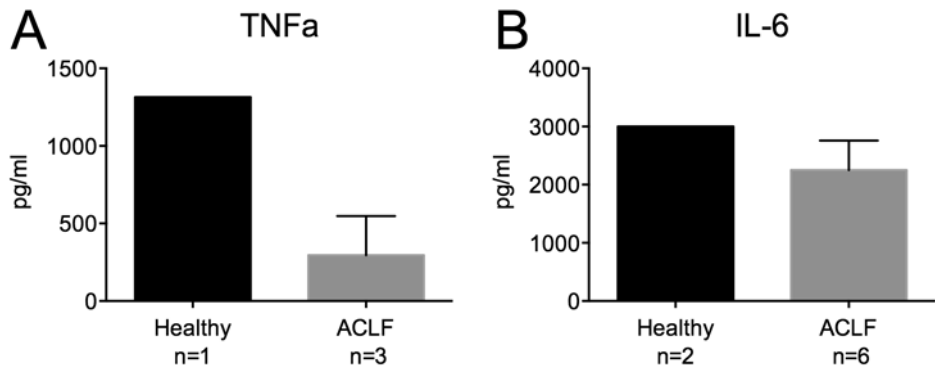 A
TNFa
1500
1000
500
0
pg/ml
Healthy
n=1
ACLF
n=3
B
IL-6
4000
3000
2000
1000
0
pg/ml
Healthy
n=2
ACLF
n=6